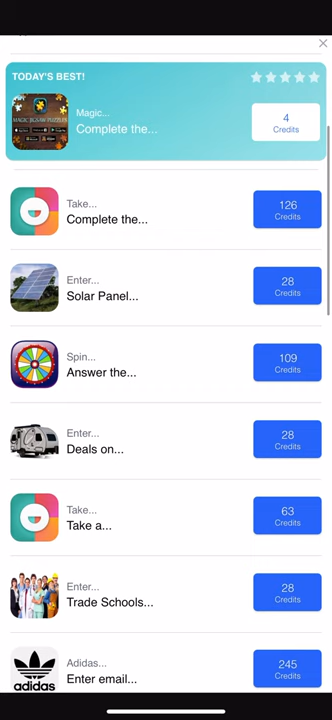 TODAY'S BEST!
MAGIC JIGSAW PUZZLES
Magic...
Complete the...
4
Credits
Take...
Complete the...
126
Credits
Enter...
Solar Panel...
28
Credits
Spin...
Answer the...
109
Credits
Enter...
Deals on...
28
Credits
Take...
Take a...
63
Credits
Enter...
Trade Schools...
28
Credits
adidas
Adidas...
Enter email...
245
Credits